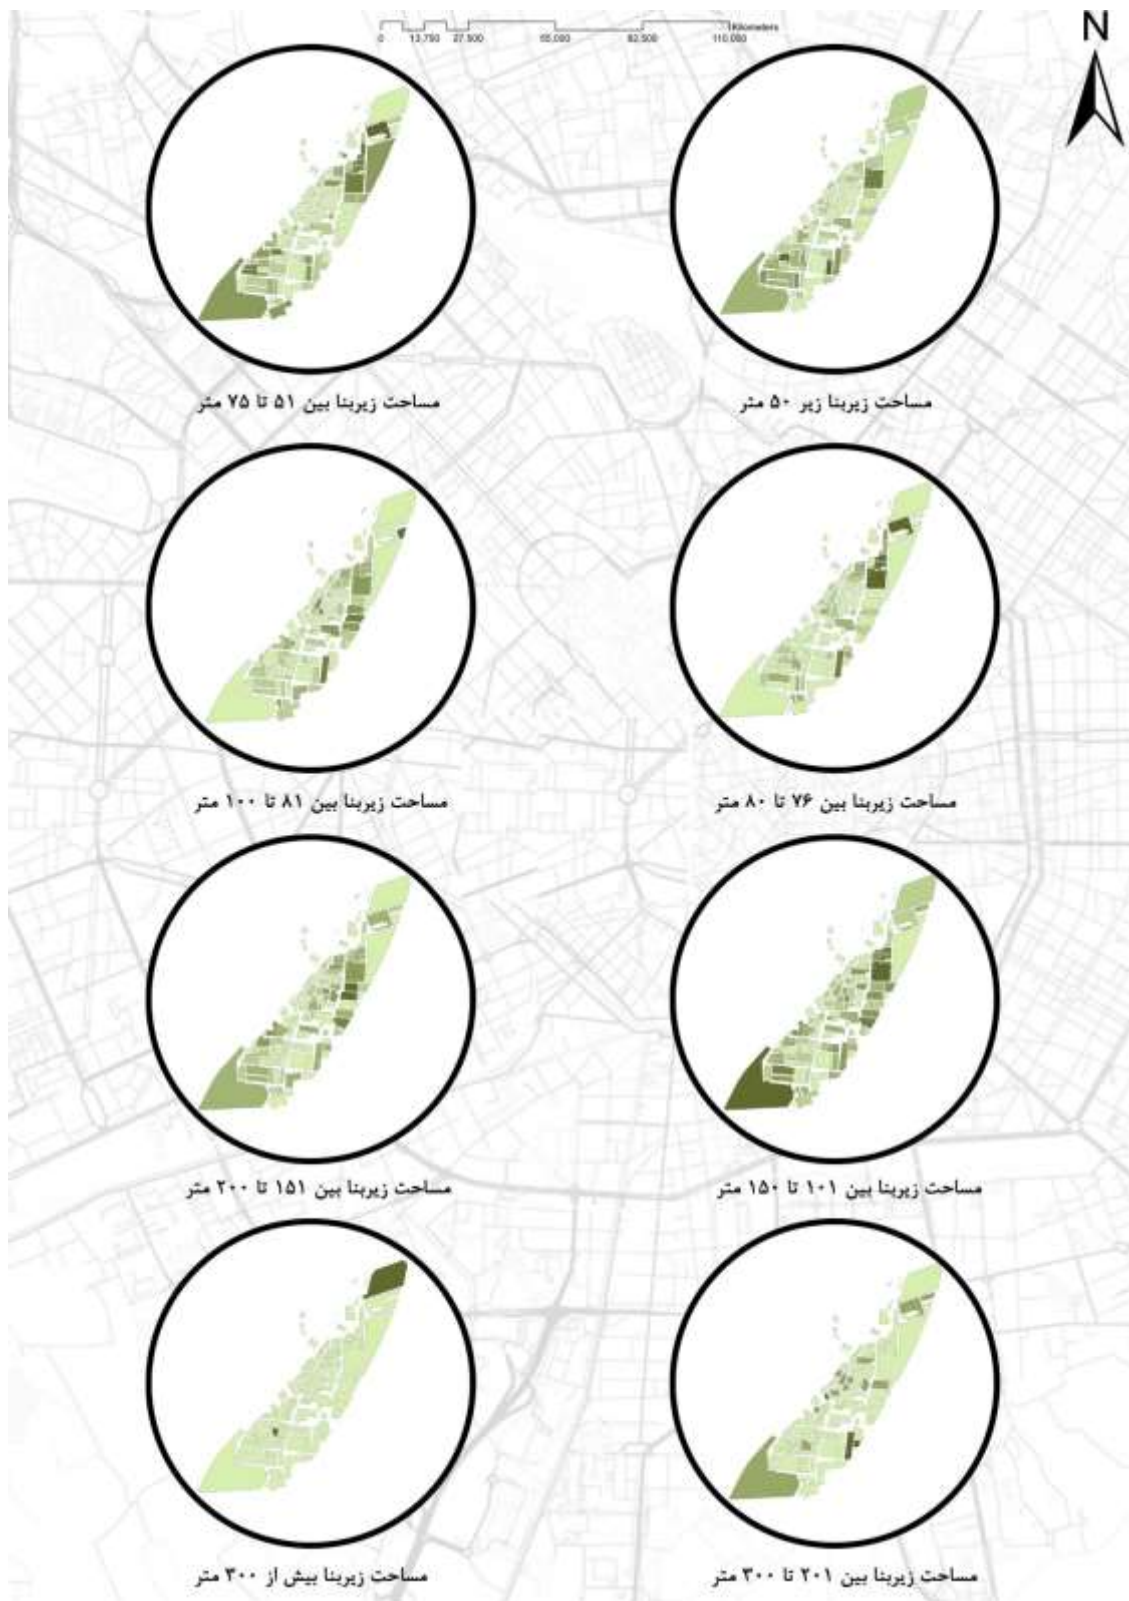 N
Kilometers
0 13,750 27,500 55,000 82,500 110,000
مساحت زیربنا زیر ۵۰ متر
مساحت زیربنا بین ۵۱ تا ۷۵ متر
مساحت زیربنا بین ۷۶ تا ۸۰ متر
مساحت زیربنا بین ۸۱ تا ۱۰۰ متر
مساحت زیربنا بین ۱۰۱ تا ۱۵۰ متر
مساحت زیربنا بین ۱۵۱ تا ۲۰۰ متر
مساحت زیربنا بین ۲۰۱ تا ۳۰۰ متر
مساحت زیربنا بیش از ۳۰۰ متر